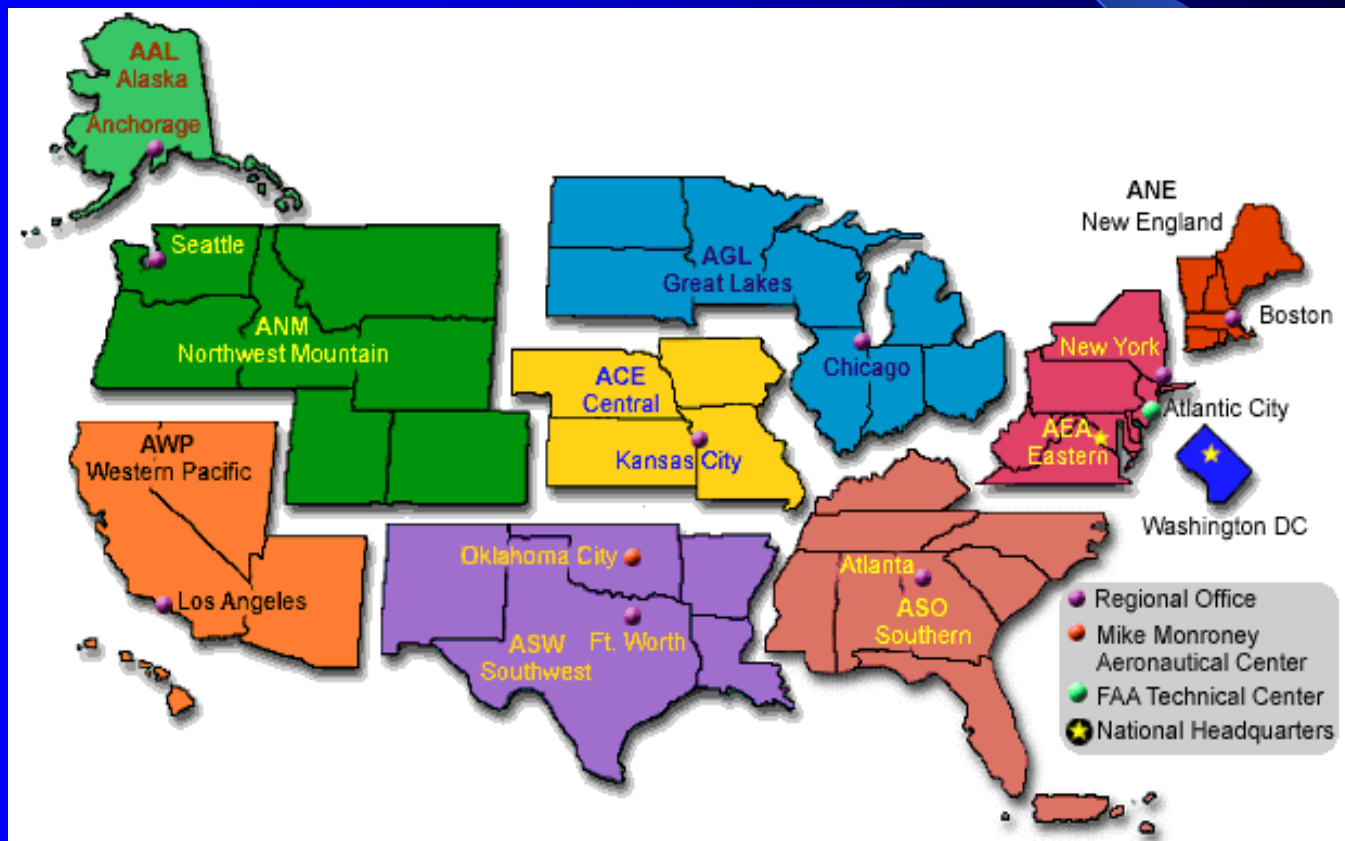 AAL
Alaska
Anchorage
Seattle
ANM
Northwest Mountain
AGL
Great Lakes
Chicago
ANE
New England
Boston
New York
Atlantic City
AEA
Eastern
Washington DC
ACE
Central
Kansas City
AWP
Western Pacific
Los Angeles
Oklahoma City
Ft. Worth
ASW
Southwest
Atlanta
ASO
Southern
Regional Office
Mike Monroney
Aeronautical Center
FAA Technical Center
National Headquarters